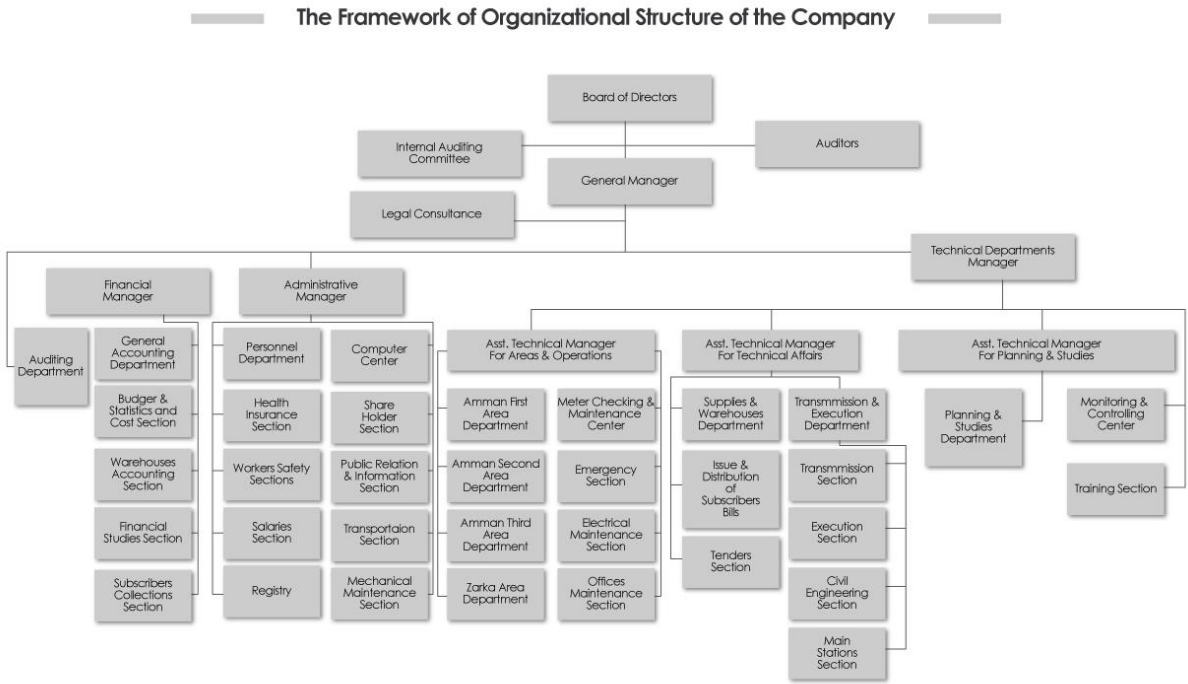 The Framework of Organizational Structure of the Company
Board of Directors
Internal Auditing
Committee
Auditors
General Manager
Legal Consultance
Technical Departments
Manager
Financial
Manager
Administrative
Manager
Auditing
Department
General
Accounting
Department
Budger &
Statistics and
Cost Section
Warehouses
Accounting
Section
Financial
Studies Section
Subscribers
Collections
Section
Personnel
Department
Health
Insurance
Section
Workers Safety
Sections
Salaries
Section
Registry
Computer
Center
Share
Holder
Section
Public Relation
& Information
Section
Transportaion
Section
Mechanical
Maintenance
Section
Asst. Technical Manager
For Areas & Operations
Amman First
Area
Department
Amman Second
Area
Department
Amman Third
Area
Department
Zarka Area
Department
Meter Checking &
Maintenance
Center
Emergency
Section
Electrical
Maintenance
Section
Offices
Maintenance
Section
Asst. Technical Manager
For Technical Affairs
Supplies &
Warehouses
Department
Issue &
Distribution
of
Subscribers
Bills
Tenders
Section
Transmmission &
Execution
Department
Transmmission
Section
Execution
Section
Civil
Engineering
Section
Main
Stations
Section
Asst. Technical Manager
For Planning & Studies
Planning &
Studies
Department
Monitoring &
Controlling
Center
Training Section